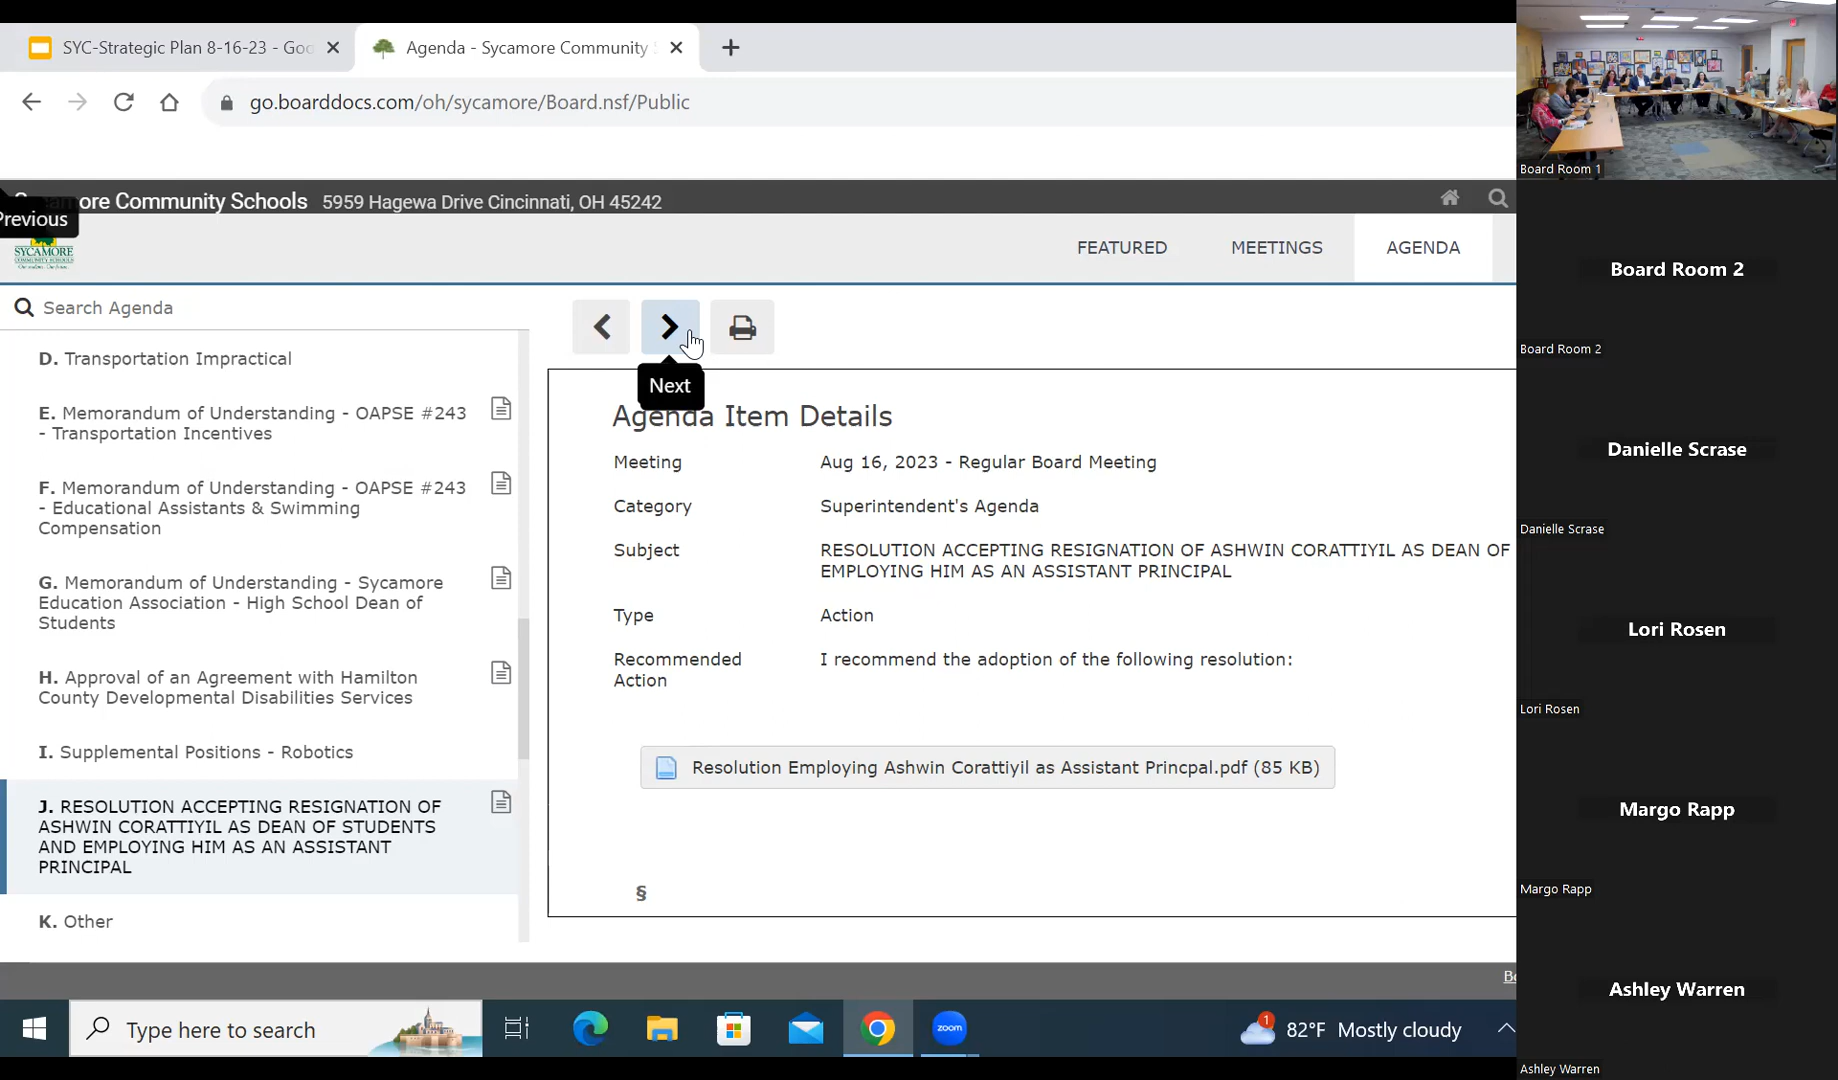 SYC-Strategic Plan 8-16-23 - Goo
Agenda - Sycamore Community S
go.boarddocs.com/oh/sycamore/Board.nsf/Public
Board Room 1
ore Community Schools 5959 Hagewa Drive Cincinnati, OH 45242
Previous
SYCAMORE
COMMUNITY SCHOOLS
FEATURED MEETINGS AGENDA
Search Agenda
Next
D. Transportation Impractical
E. Memorandum of Understanding - OAPSE #243
- Transportation Incentives
F. Memorandum of Understanding - OAPSE #243
- Educational Assistants & Swimming
Compensation
G. Memorandum of Understanding - Sycamore
Education Association - High School Dean of
Students
H. Approval of an Agreement with Hamilton
County Developmental Disabilities Services
I. Supplemental Positions - Robotics
J. RESOLUTION ACCEPTING RESIGNATION OF
ASHWIN CORATTIYIL AS DEAN OF STUDENTS
AND EMPLOYING HIM AS AN ASSISTANT
PRINCIPAL
K. Other
Agenda Item Details
Meeting Aug 16, 2023 - Regular Board Meeting
Category Superintendent's Agenda
Subject RESOLUTION ACCEPTING RESIGNATION OF ASHWIN CORATTIYIL AS DEAN OF
EMPLOYING HIM AS AN ASSISTANT PRINCIPAL
Type Action
Recommended I recommend the adoption of the following resolution:
Action
Resolution Employing Ashwin Corattiyil as Assistant Princpal.pdf (85 KB)
§
Bo
Type here to search
zoom
1
82°F Mostly cloudy
Board Room 2
Board Room 2
Danielle Scrase
Danielle Scrase
Lori Rosen
Lori Rosen
Margo Rapp
Margo Rapp
Ashley Warren
Ashley Warren